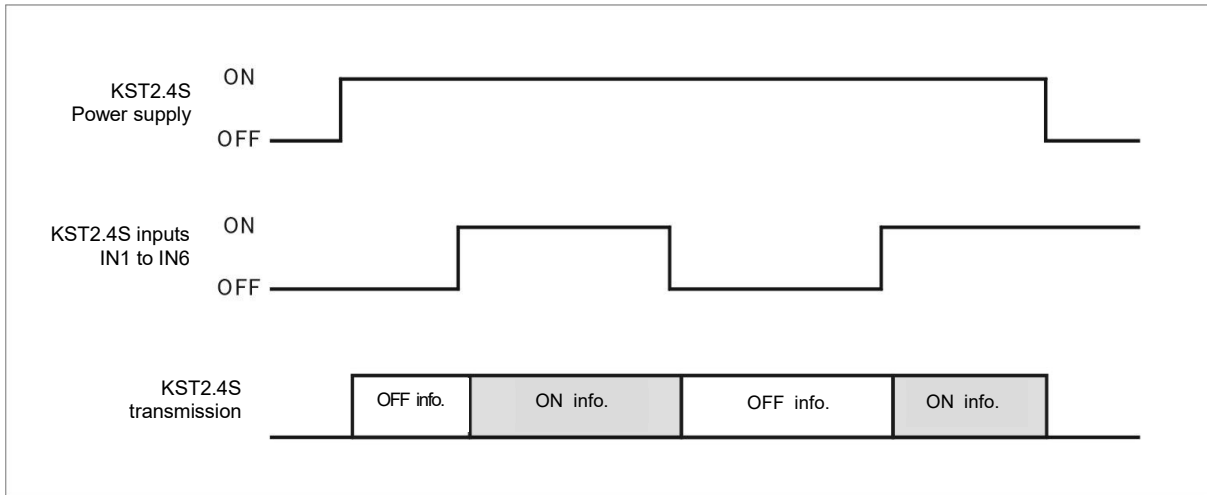 KST2.4S
Power supply
ON
OFF
KST2.4S inputs
IN1 to IN6
ON
OFF
KST2.4S
transmission
OFF info.
ON info.
OFF info.
ON info.